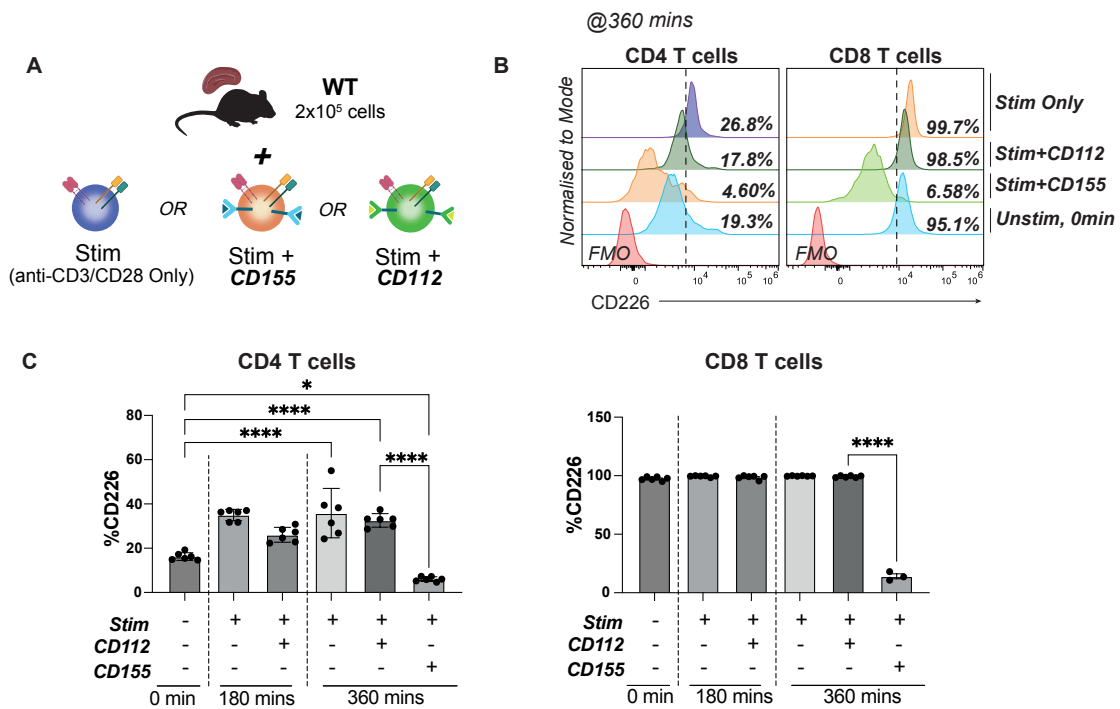 A
WT
2x10⁵ cells
+
OR
OR
Stim
(anti-CD3/CD28 Only)
Stim +
CD155
Stim +
CD112
B
@360 mins
CD4 T cells
CD8 T cells
Normalised to Mode
26.8%
99.7%
Stim Only
17.8%
98.5%
Stim+CD112
4.60%
6.58%
Stim+CD155
19.3%
95.1%
Unstim, 0min
FMO
FMO
0 10⁴ 10⁵ 10⁶
0 10⁴ 10⁵ 10⁶
CD226
C
CD4 T cells
*
****
****
****
%CD226
80
60
40
20
0
Stim - + + + + +
CD112 - - + - + -
CD155 - - - - - +
0 min 180 mins 360 mins
CD8 T cells
****
%CD226
150
100
50
0
Stim - + + + + +
CD112 - - + - + -
CD155 - - - - - +
0 min 180 mins 360 mins